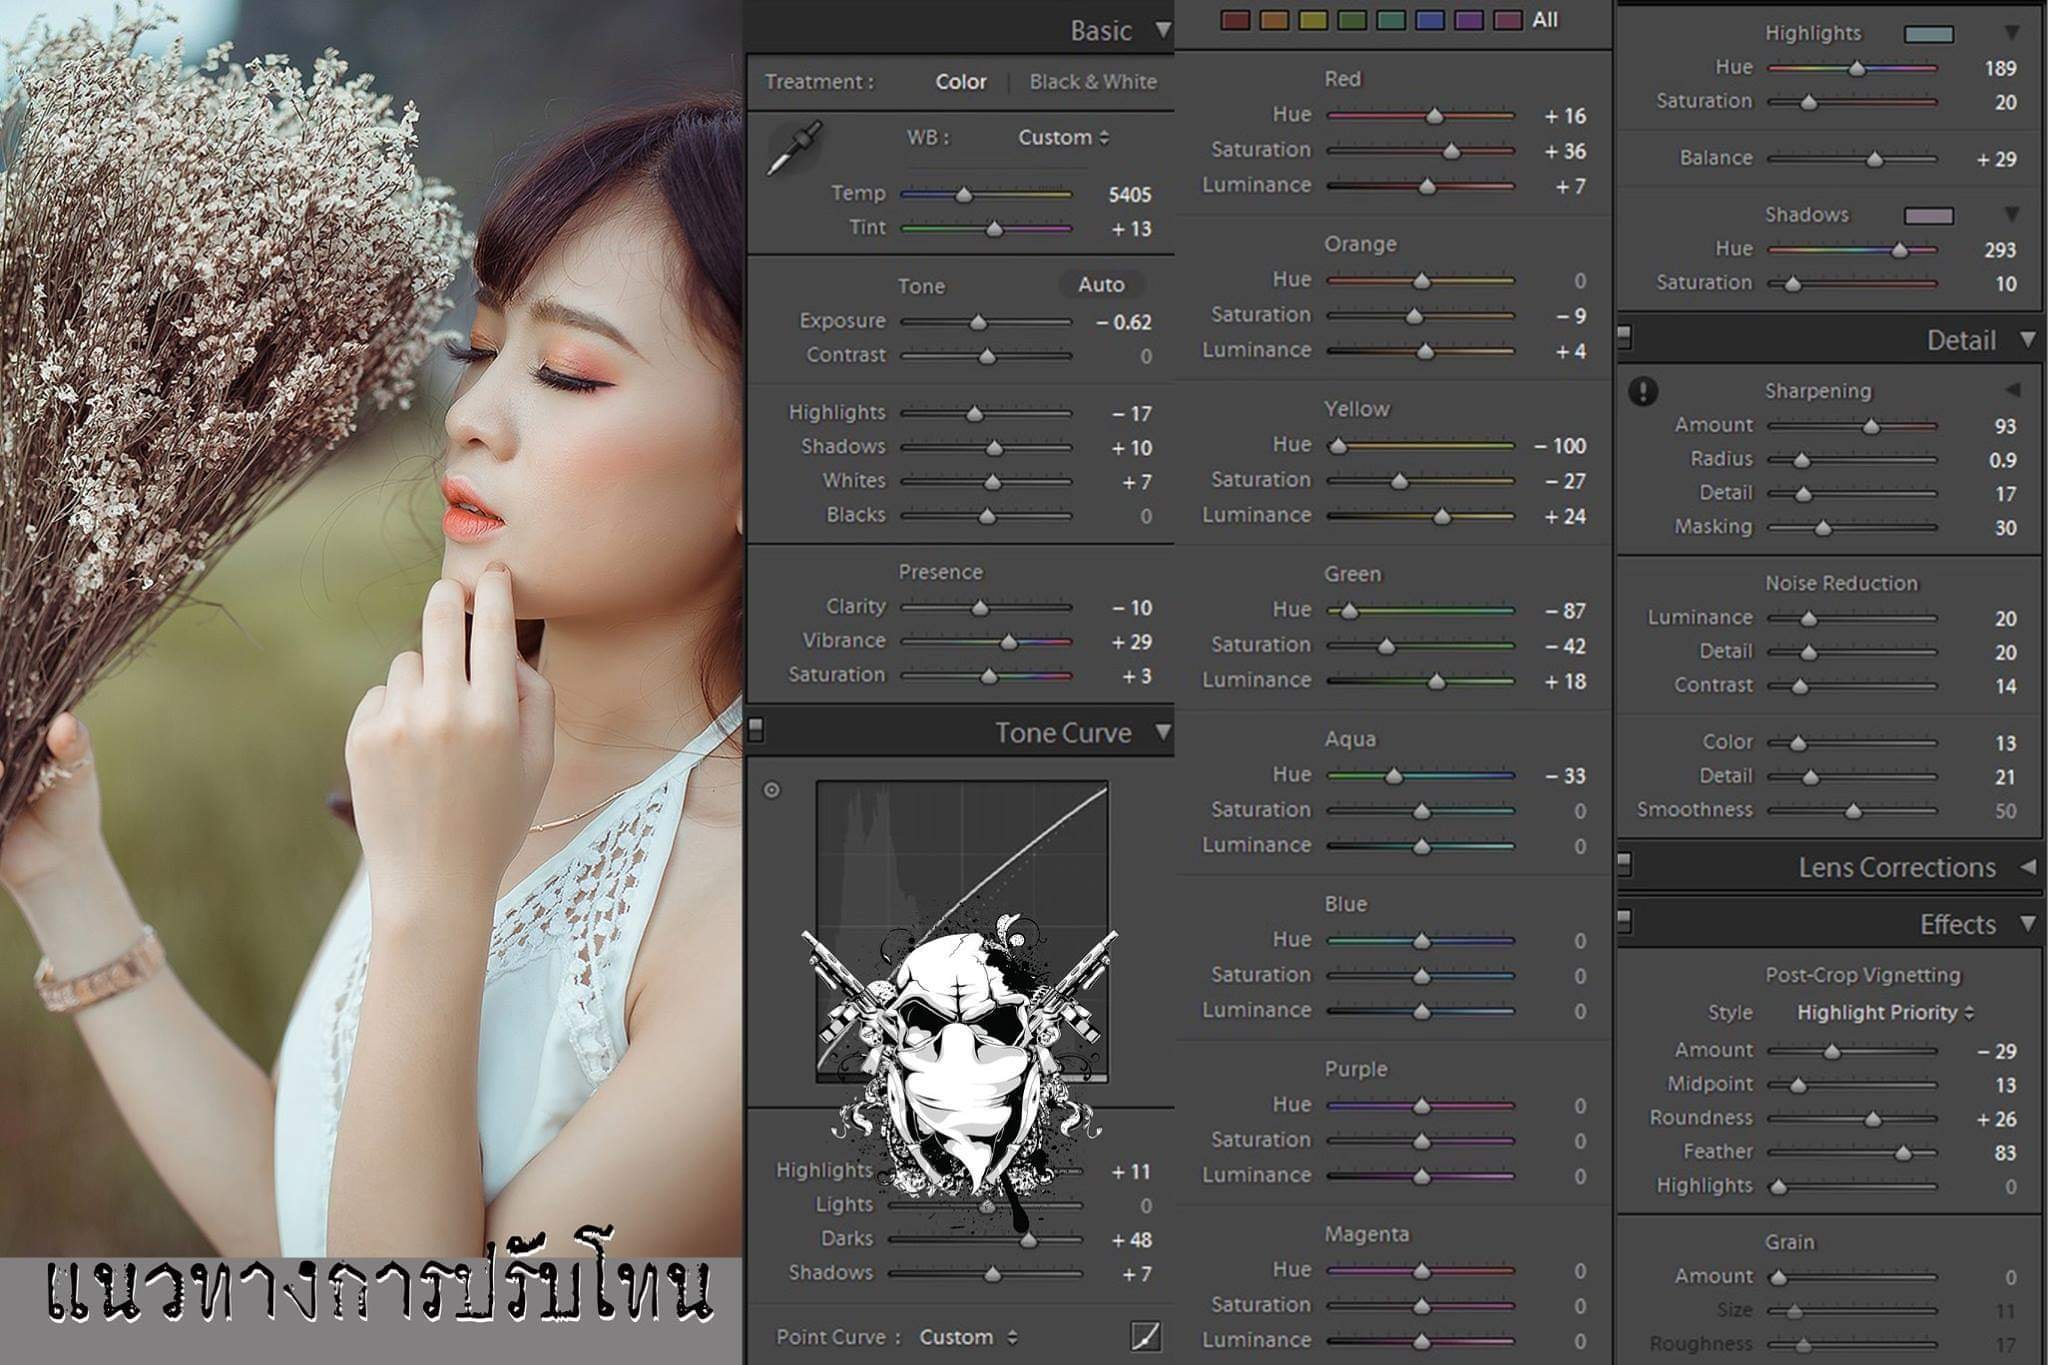 แนวทางการปรับโทน
Basic
Treatment : Color Black & White
WB : Custom
Temp 5405
Tint + 13
Tone Auto
Exposure – 0.62
Contrast 0
Highlights – 17
Shadows + 10
Whites + 7
Blacks 0
Presence
Clarity – 10
Vibrance + 29
Saturation + 3
Tone Curve
Highlights + 11
Lights 0
Darks + 48
Shadows + 7
Point Curve : Custom
All
Red
Hue + 16
Saturation + 36
Luminance + 7
Orange
Hue 0
Saturation – 9
Luminance + 4
Yellow
Hue – 100
Saturation – 27
Luminance + 24
Green
Hue – 87
Saturation – 42
Luminance + 18
Aqua
Hue – 33
Saturation 0
Luminance 0
Blue
Hue 0
Saturation 0
Luminance 0
Purple
Hue 0
Saturation 0
Luminance 0
Magenta
Hue 0
Saturation 0
Luminance 0
Highlights
Hue 189
Saturation 20
Balance + 29
Shadows
Hue 293
Saturation 10
Detail
Sharpening
Amount 93
Radius 0.9
Detail 17
Masking 30
Noise Reduction
Luminance 20
Detail 20
Contrast 14
Color 13
Detail 21
Smoothness 50
Lens Corrections
Effects
Post-Crop Vignetting
Style Highlight Priority
Amount – 29
Midpoint 13
Roundness + 26
Feather 83
Highlights 0
Grain
Amount 0
Size 11
Roughness 17